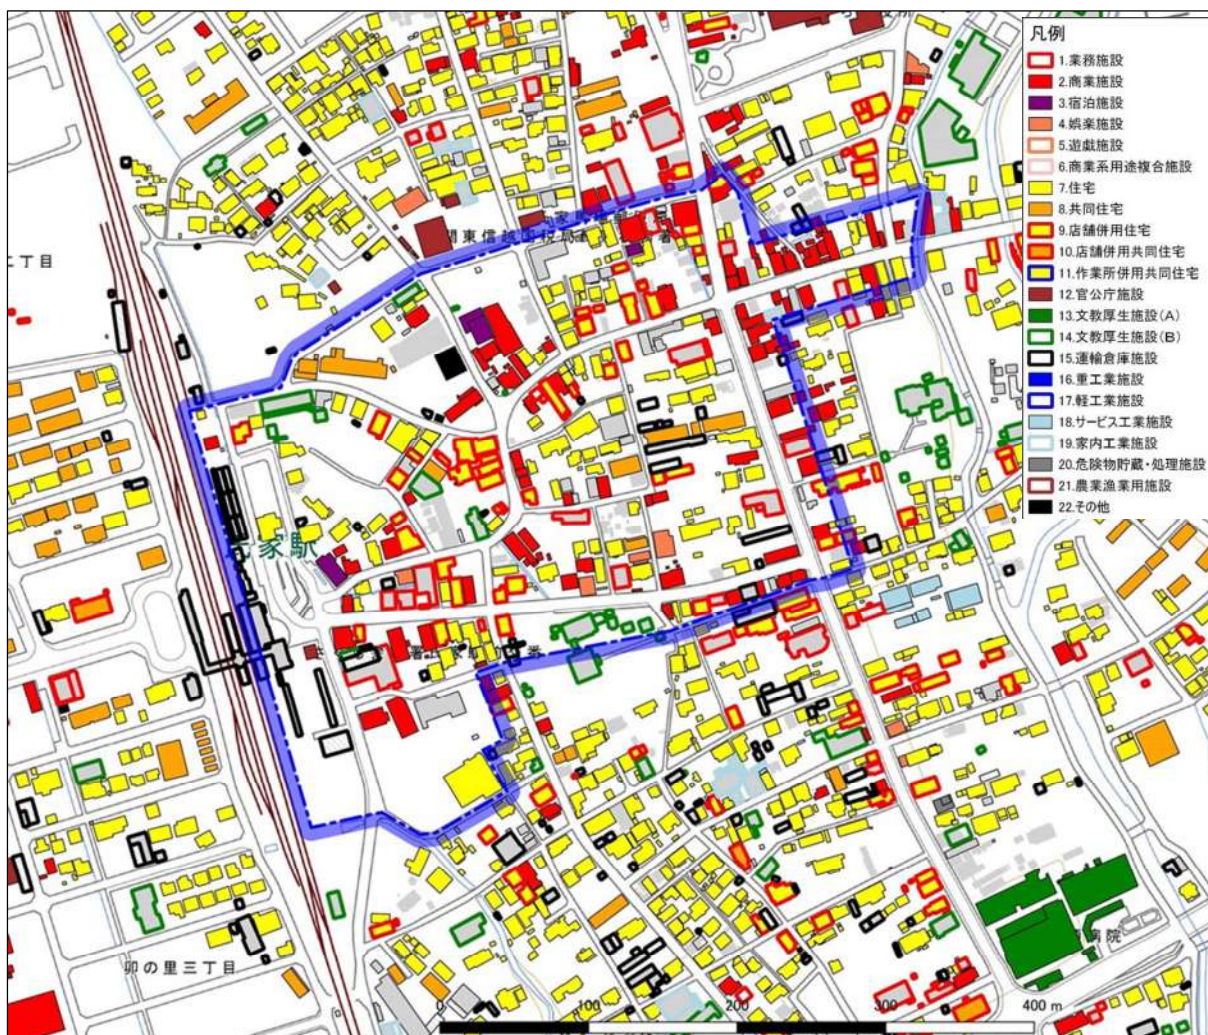 凡例
1.業務施設
2.商業施設
3.宿泊施設
4.娯楽施設
5.遊戯施設
6.商業系用途複合施設
7.住宅
8.共同住宅
9.店舗併用住宅
10.店舗併用共同住宅
11.作業所併用共同住宅
12.官公庁施設
13.文教厚生施設(A)
14.文教厚生施設(B)
15.運輸倉庫施設
16.重工業施設
17.軽工業施設
18.サービス工業施設
19.家内工業施設
20.危険物貯蔵・処理施設
21.農業漁業用施設
22.その他
二丁目
関東信越国税局
家駅
病院
卯の里三丁目
0 100 200 300 400 m